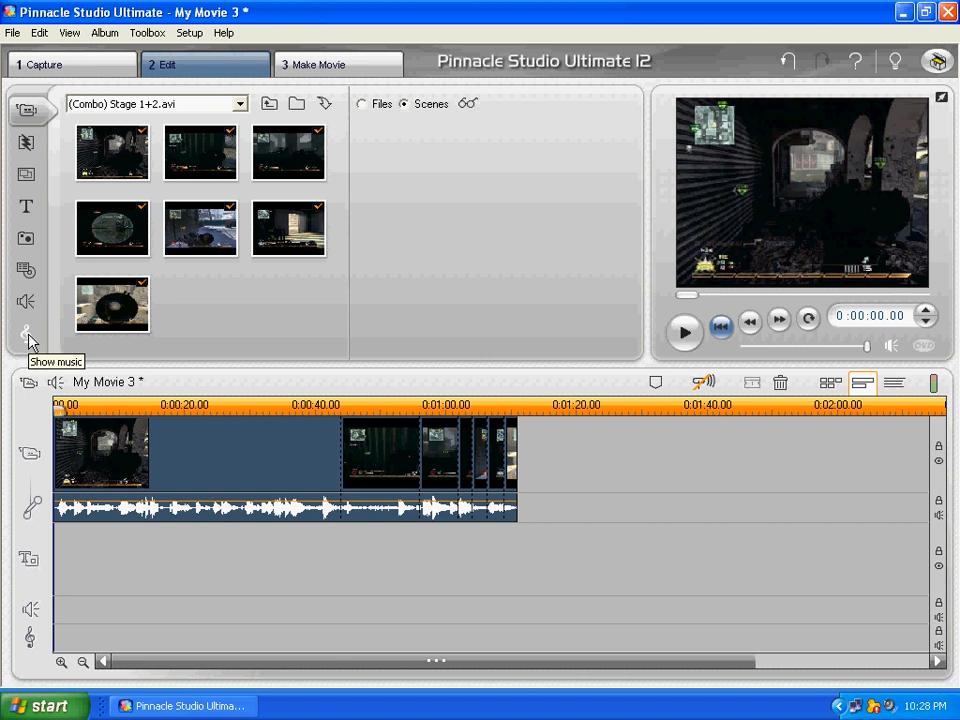 Pinnacle Studio Ultimate - My Movie 3 *
File Edit View Album Toolbox Setup Help
1 Capture
2 Edit
3 Make Movie
Pinnacle Studio Ultimate 12
(Combo) Stage 1+2.avi
Files
Scenes
T
0:00:00.00
DVD
Show music
My Movie 3 *
00.00 0:00:20.00 0:00:40.00 0:01:00.00 0:01:20.00 0:01:40.00 0:02:00.00
start
Pinnacle Studio Ultima...
10:28 PM